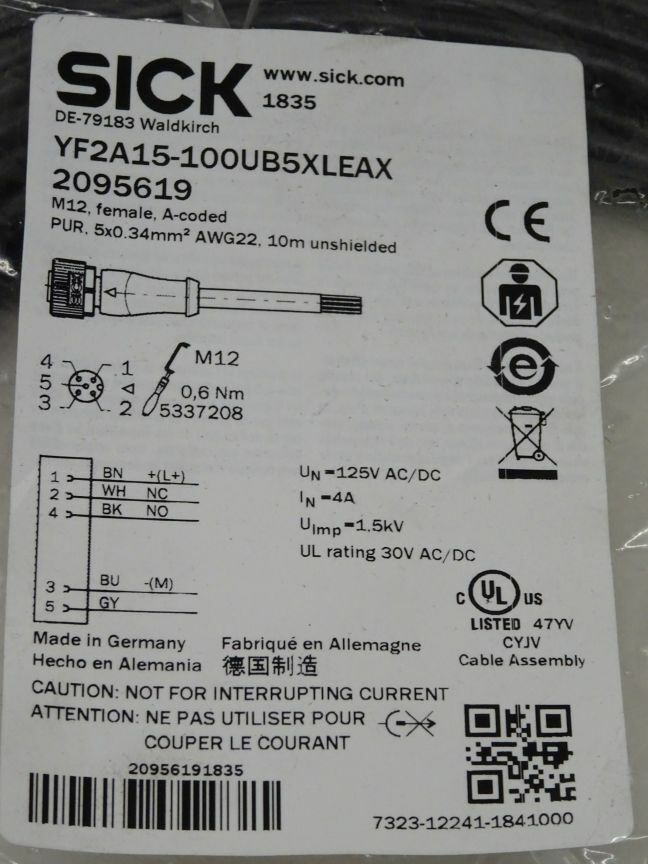 SICK www.sick.com
1835
DE-79183 Waldkirch
YF2A15-100UB5XLEAX
2095619
M12, female, A-coded
PUR, 5x0.34mm² AWG22, 10m unshielded
CE
e
4 1
5
3 2
M12
0,6 Nm
5337208
1 BN +(L+)
2 WH NC
4 BK NO
3 BU -(M)
5 GY
UN=125V AC/DC
IN=4A
UImp=1,5kV
UL rating 30V AC/DC
C UL US
LISTED 47YV
CYJV
Cable Assembly
Made in Germany Fabriqué en Allemagne
Hecho en Alemania 德国制造
CAUTION: NOT FOR INTERRUPTING CURRENT
ATTENTION: NE PAS UTILISER POUR
COUPER LE COURANT
20956191835
7323-12241-1841000